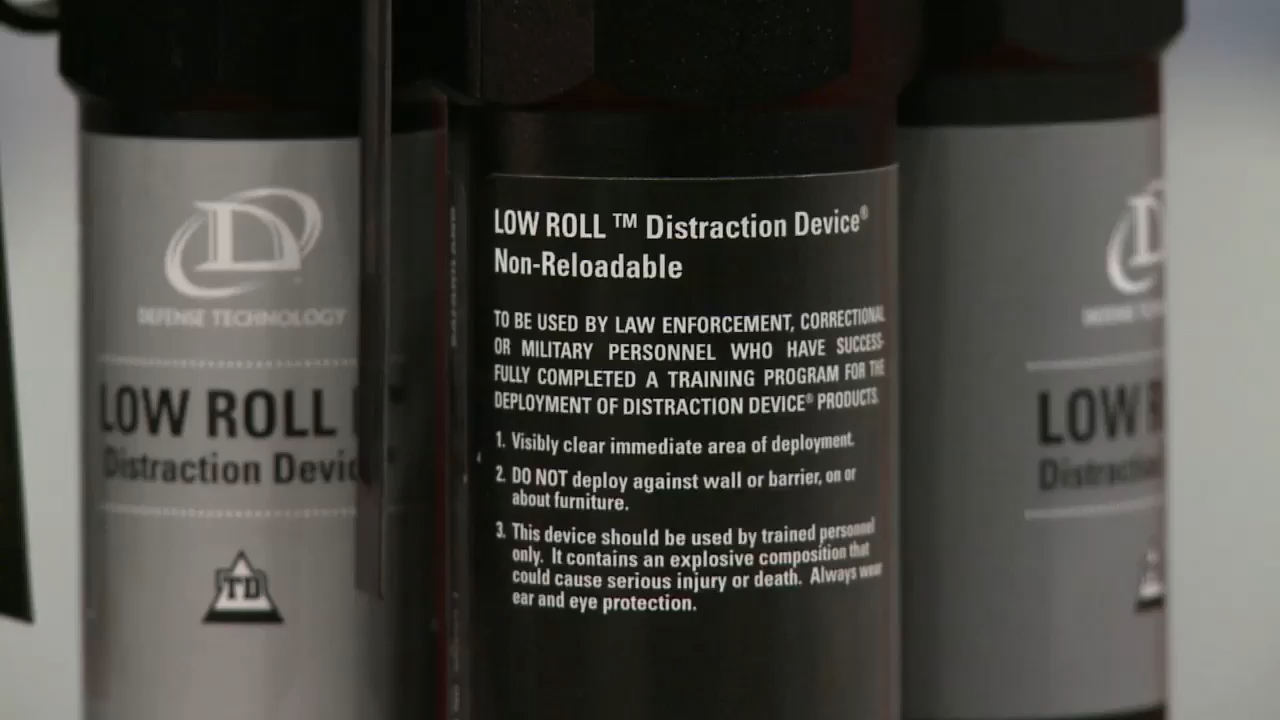 DEFENSE TECHNOLOGY
LOW ROLL
Distraction Devic
TD
LOW ROLL ™ Distraction Device®
Non-Reloadable
TO BE USED BY LAW ENFORCEMENT, CORRECTIONAL
OR MILITARY PERSONNEL WHO HAVE SUCCESS-
FULLY COMPLETED A TRAINING PROGRAM FOR THE
DEPLOYMENT OF DISTRACTION DEVICE® PRODUCTS.
1. Visibly clear immediate area of deployment.
2. DO NOT deploy against wall or barrier, on or
about furniture.
3. This device should be used by trained personnel
only. It contains an explosive composition that
could cause serious injury or death. Always wear
ear and eye protection.
LOW
Distraction